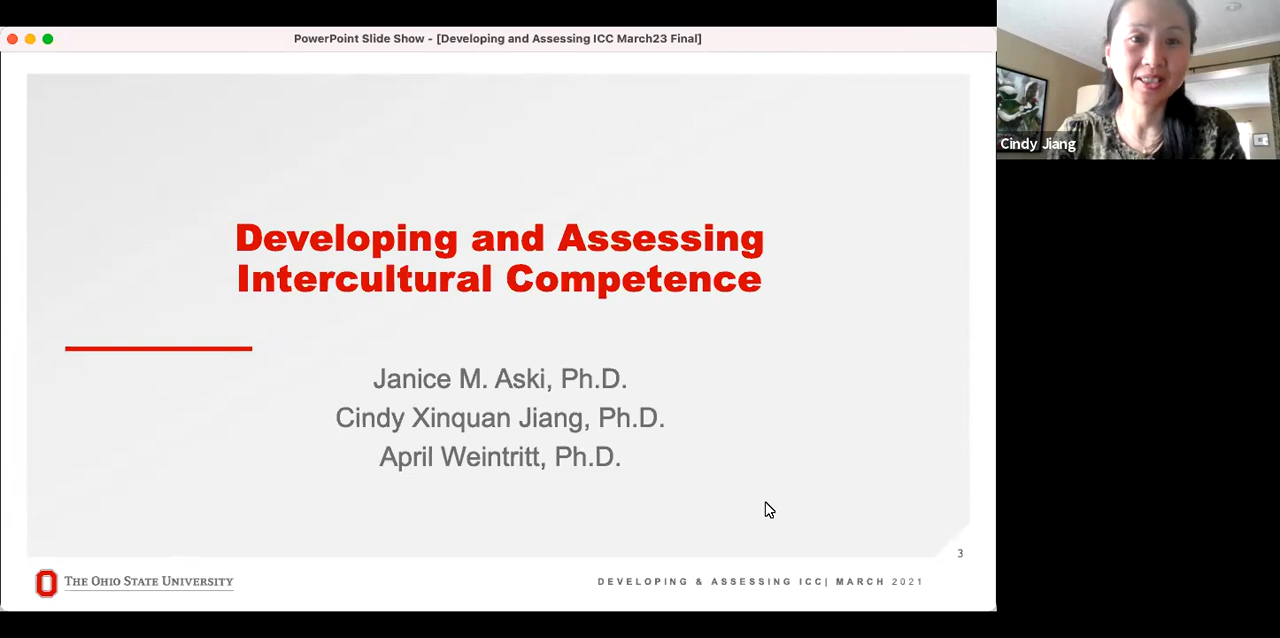 PowerPoint Slide Show - [Developing and Assessing ICC March23 Final]
Cindy Jiang
Developing and Assessing
Intercultural Competence
Janice M. Aski, Ph.D.
Cindy Xinquan Jiang, Ph.D.
April Weintritt, Ph.D.
3
THE OHIO STATE UNIVERSITY
DEVELOPING & ASSESSING ICC| MARCH 2021